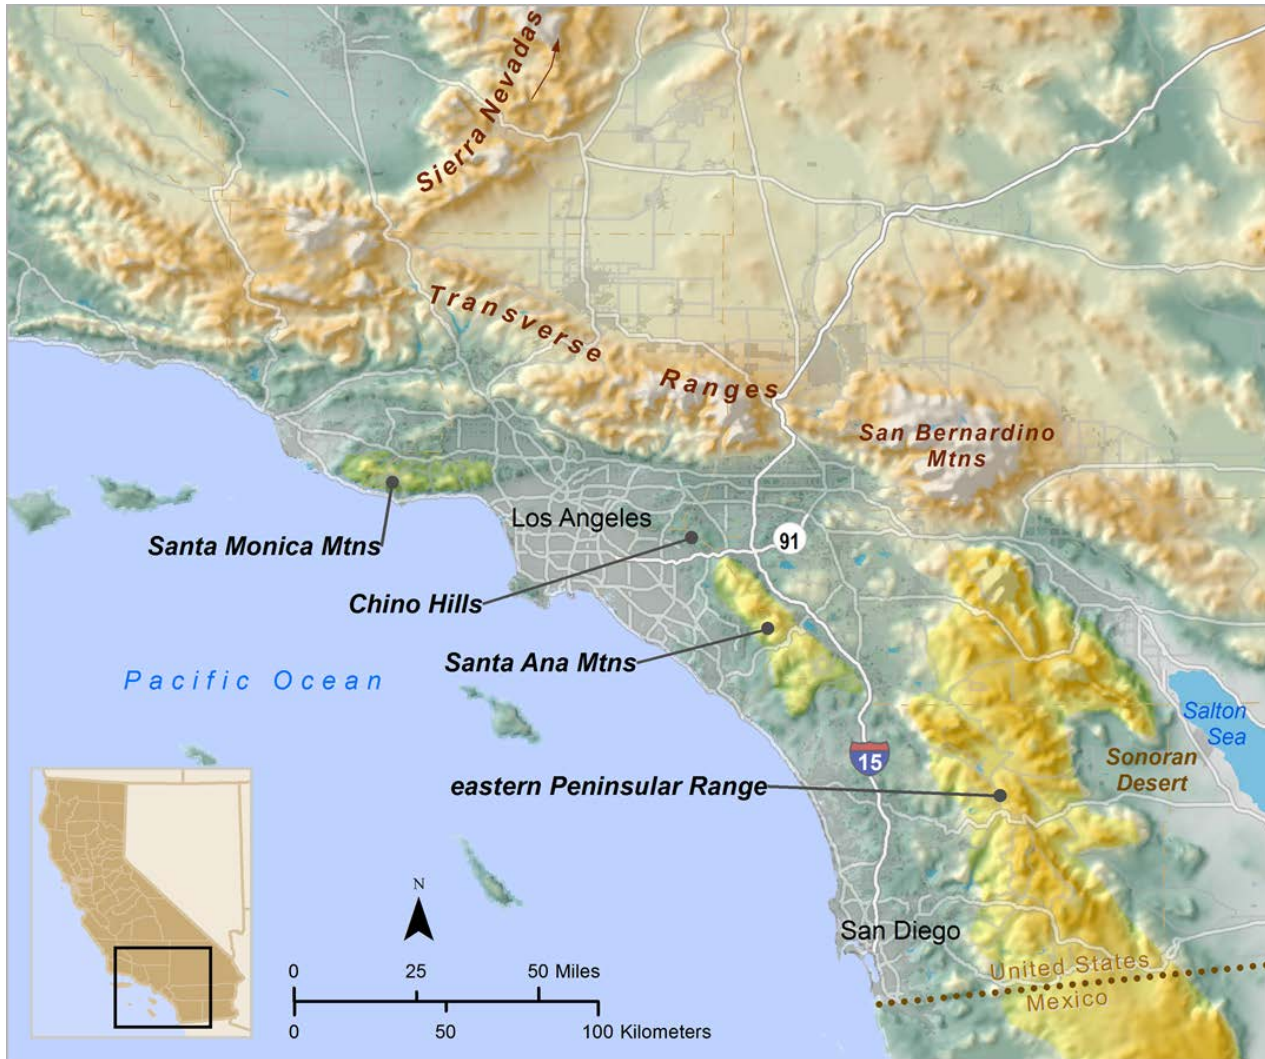 Sierra Nevadas
Transverse
Ranges
San Bernardino
Mtns
Los Angeles
91
Santa Monica Mtns
Chino Hills
Santa Ana Mtns
Pacific Ocean
Salton
Sea
Sonoran
Desert
15
eastern Peninsular Range
N
San Diego
United States
Mexico
0 25 50 Miles
0 50 100 Kilometers